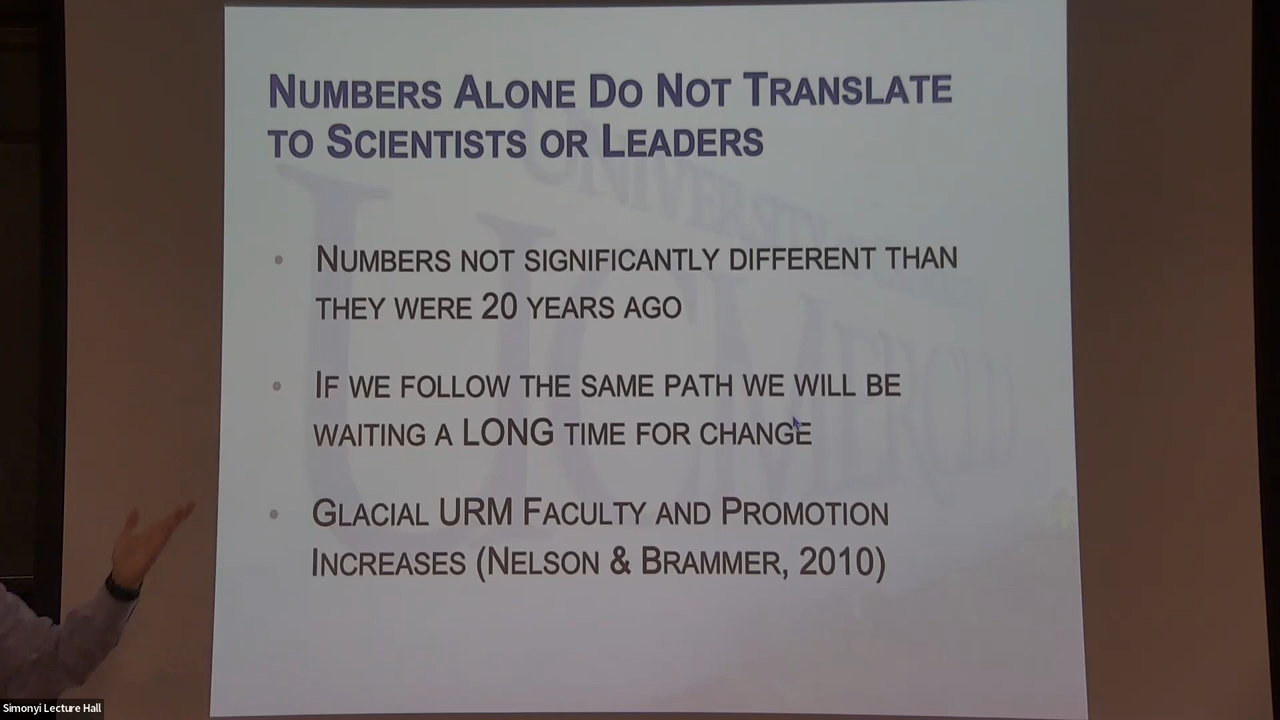 NUMBERS ALONE DO NOT TRANSLATE
TO SCIENTISTS OR LEADERS
• NUMBERS NOT SIGNIFICANTLY DIFFERENT THAN
THEY WERE 20 YEARS AGO
• IF WE FOLLOW THE SAME PATH WE WILL BE
WAITING A LONG TIME FOR CHANGE
• GLACIAL URM FACULTY AND PROMOTION
INCREASES (NELSON & BRAMMER, 2010)
UNIVERSITY
UCMERCED
Simonyi Lecture Hall